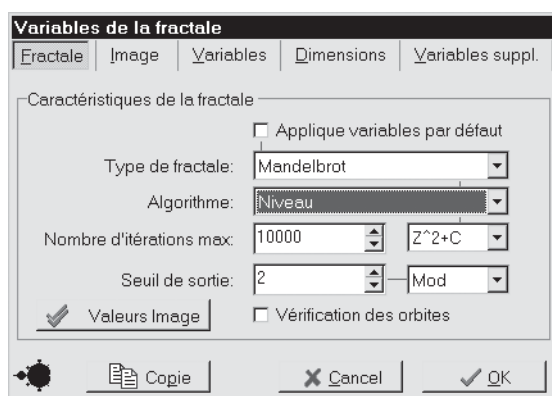 Variables de la fractale
Fractale Image Variables Dimensions Variables suppl.
Caractéristiques de la fractale
Applique variables par défaut
Type de fractale: Mandelbrot
Algorithme: Niveau
Nombre d'itérations max: 10000 Z^2+C
Seuil de sortie: 2 Mod
Valeurs Image Vérification des orbites
Copie Cancel OK